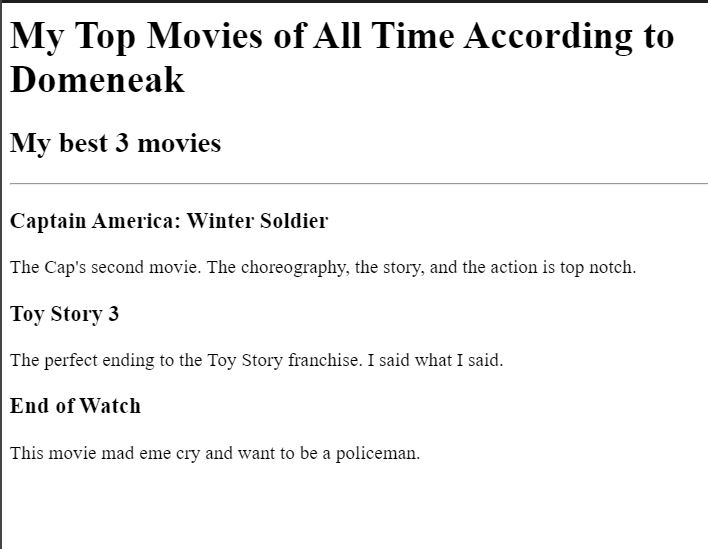 My Top Movies of All Time According to
Domeneak
My best 3 movies
Captain America: Winter Soldier
The Cap's second movie. The choreography, the story, and the action is top notch.
Toy Story 3
The perfect ending to the Toy Story franchise. I said what I said.
End of Watch
This movie mad eme cry and want to be a policeman.